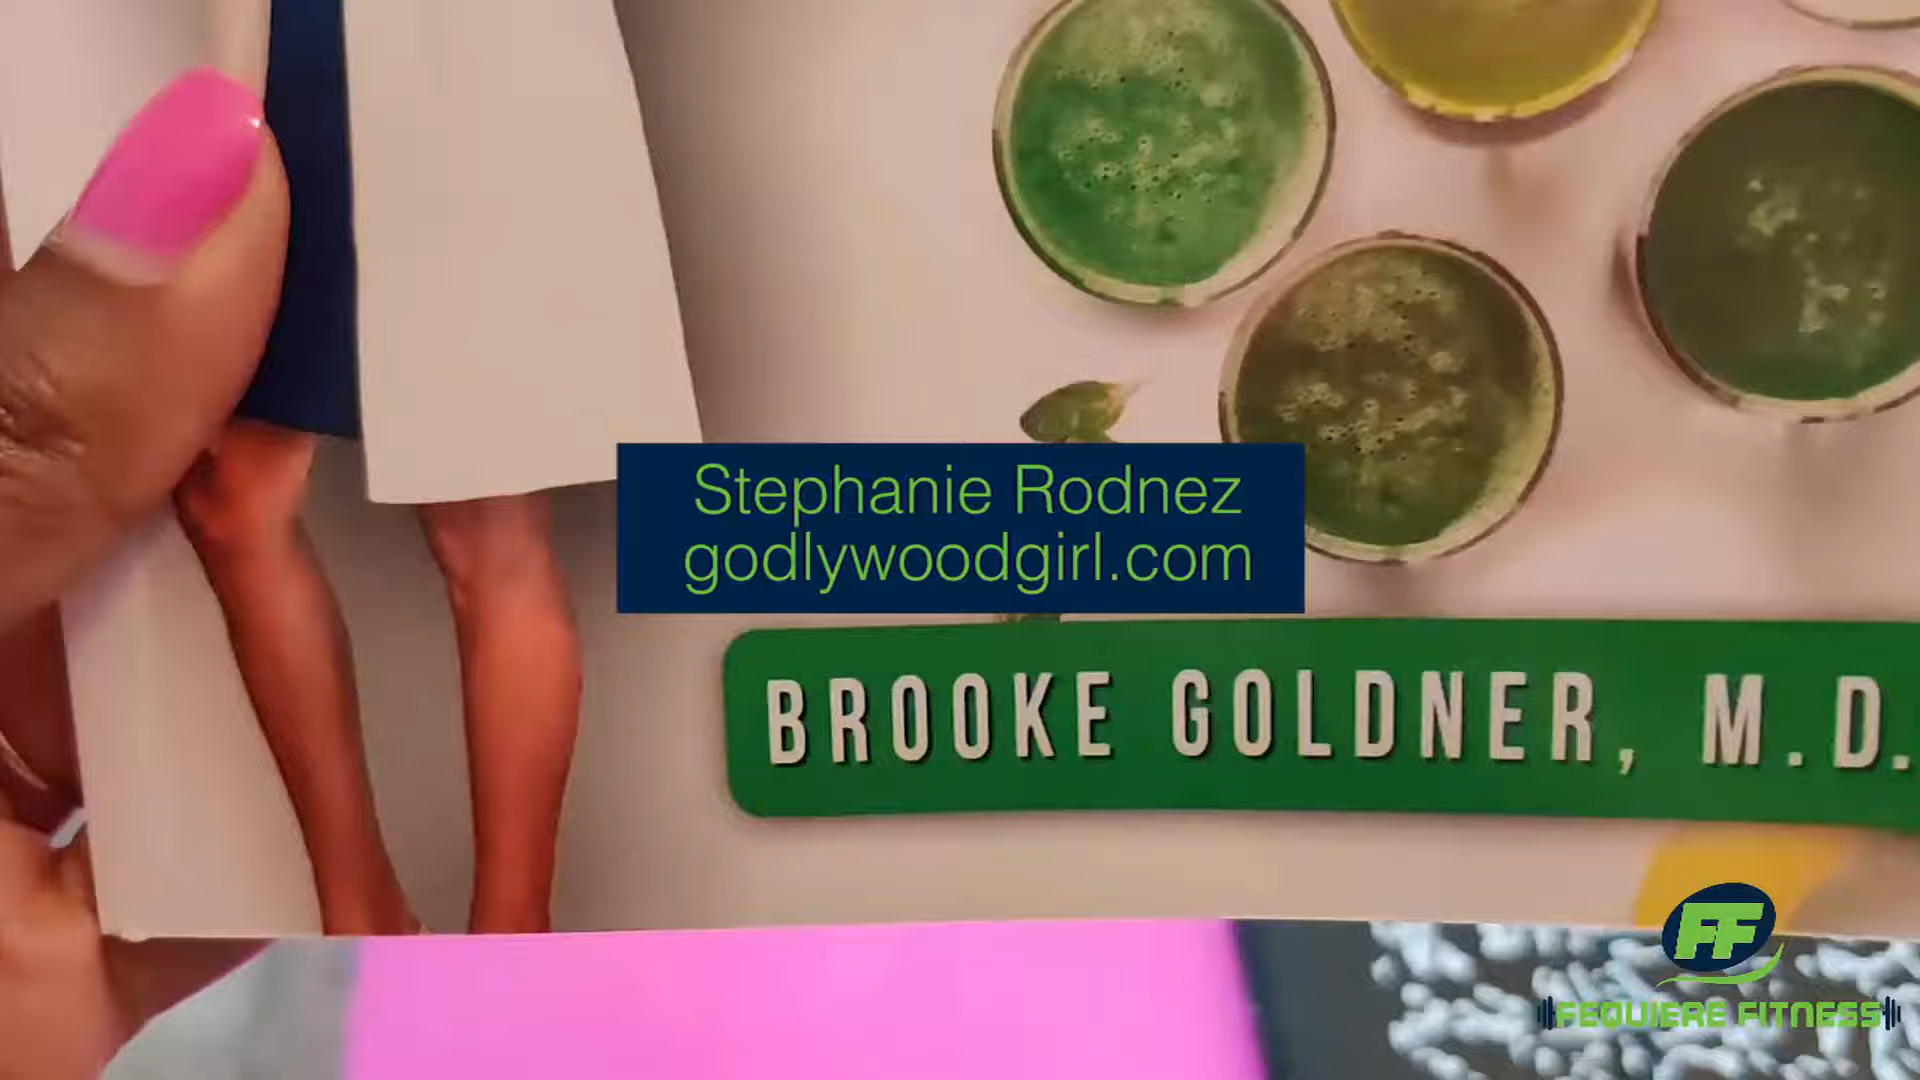 Stephanie Rodnez
godlywoodgirl.com
BROOKE GOLDNER, M.D.
FF
FEQUIERE FITNESS